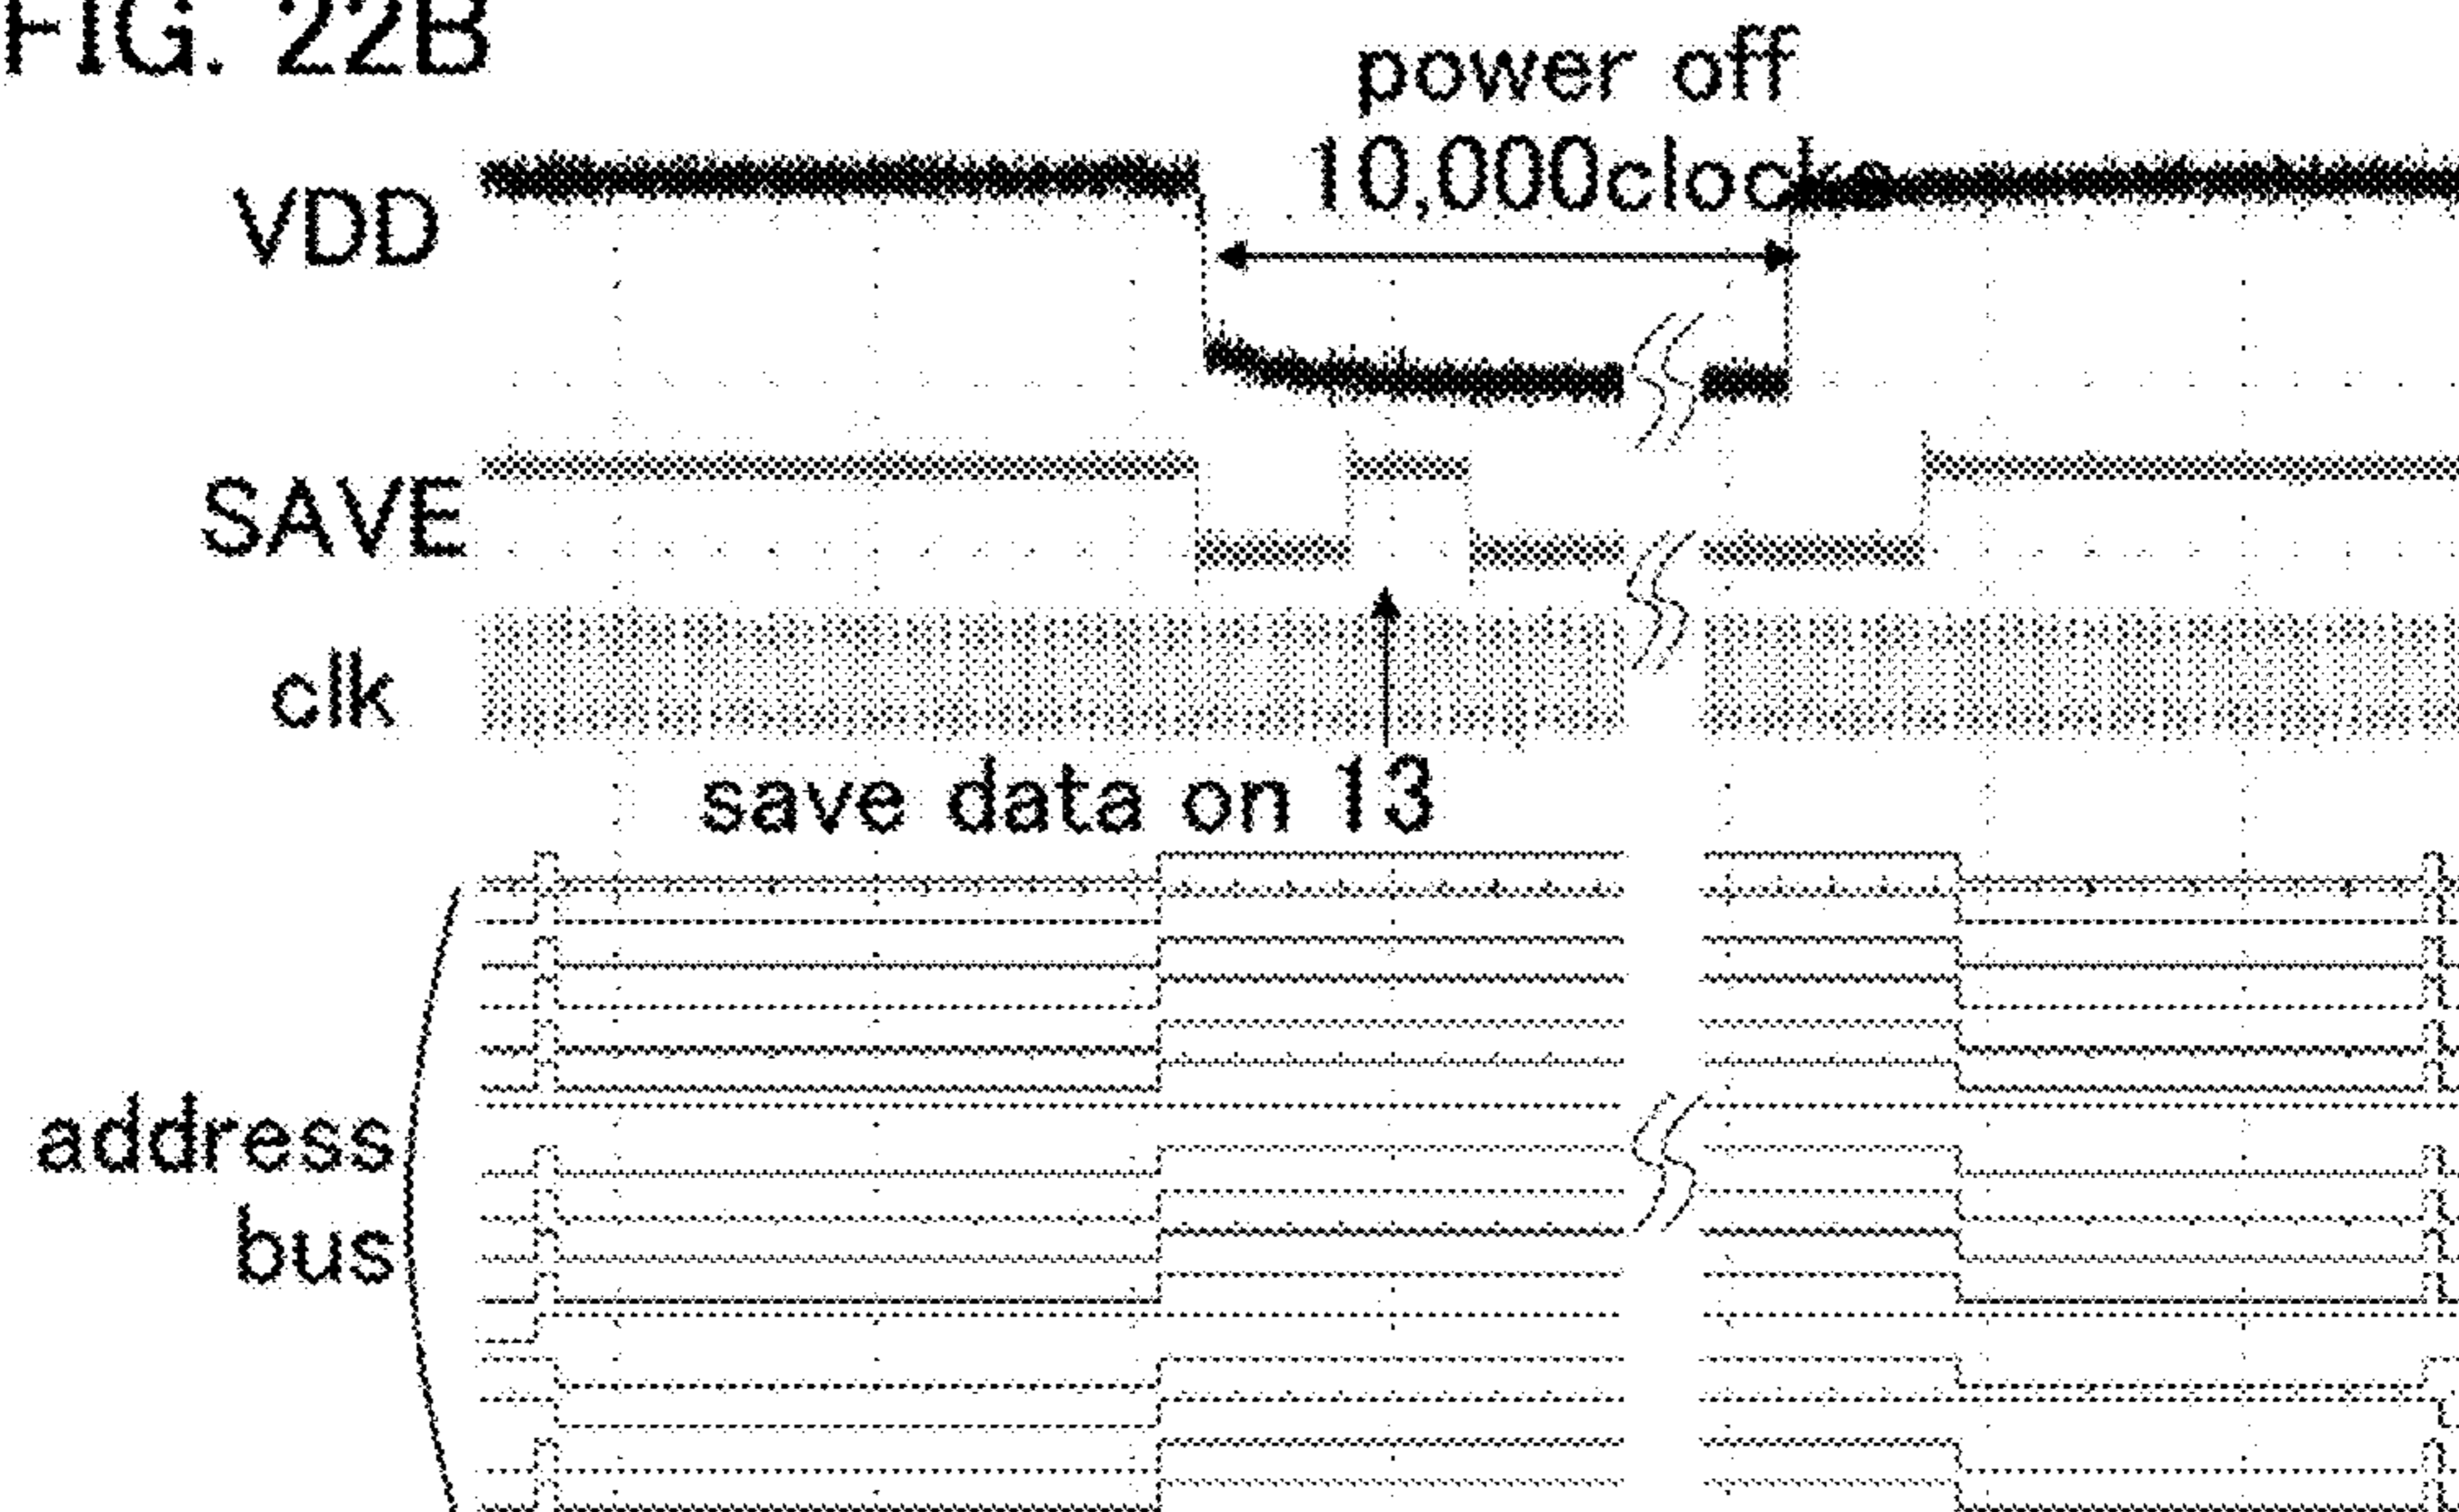 FIG. 22B
power off
10,000clocks
VDD
SAVE
clk
save data on 13
address
bus